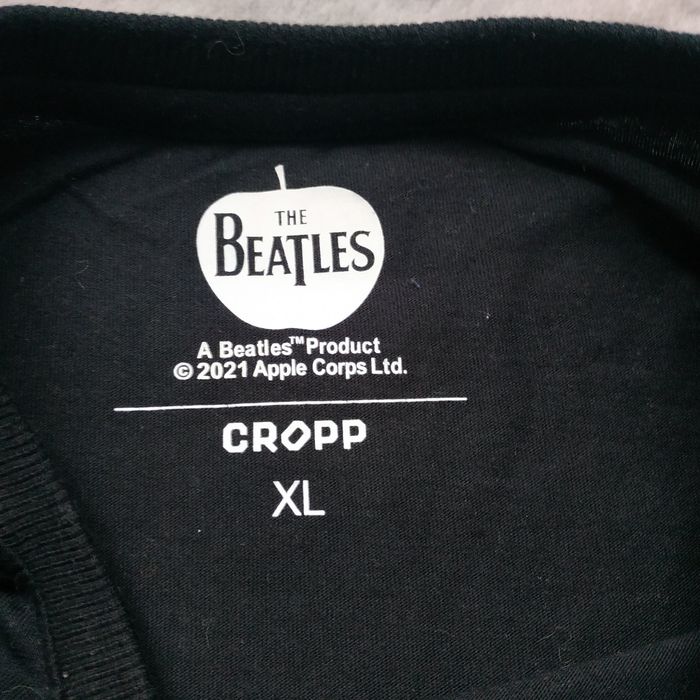 THE
BEATLES
A Beatles™ Product
© 2021 Apple Corps Ltd.
CROPP
XL